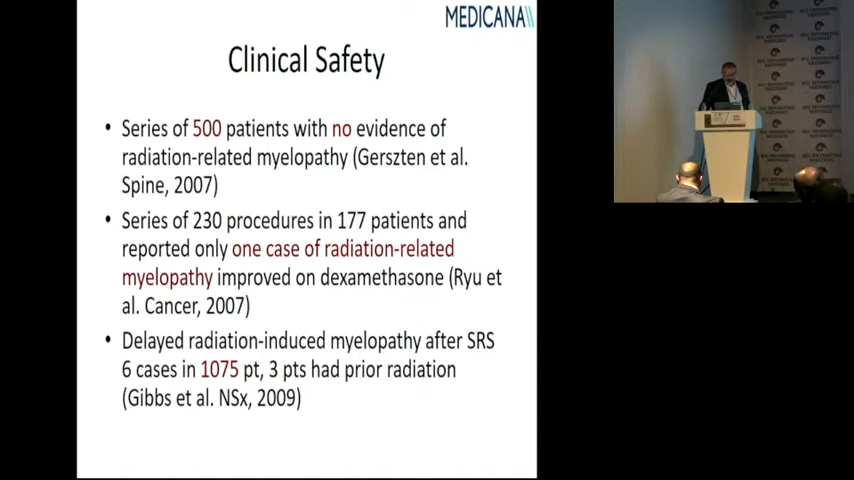 MEDICANA
Clinical Safety
• Series of 500 patients with no evidence of
radiation-related myelopathy (Gerszten et al.
Spine, 2007)
• Series of 230 procedures in 177 patients and
reported only one case of radiation-related
myelopathy improved on dexamethasone (Ryu et
al. Cancer, 2007)
• Delayed radiation-induced myelopathy after SRS
6 cases in 1075 pt, 3 pts had prior radiation
(Gibbs et al. NSx, 2009)